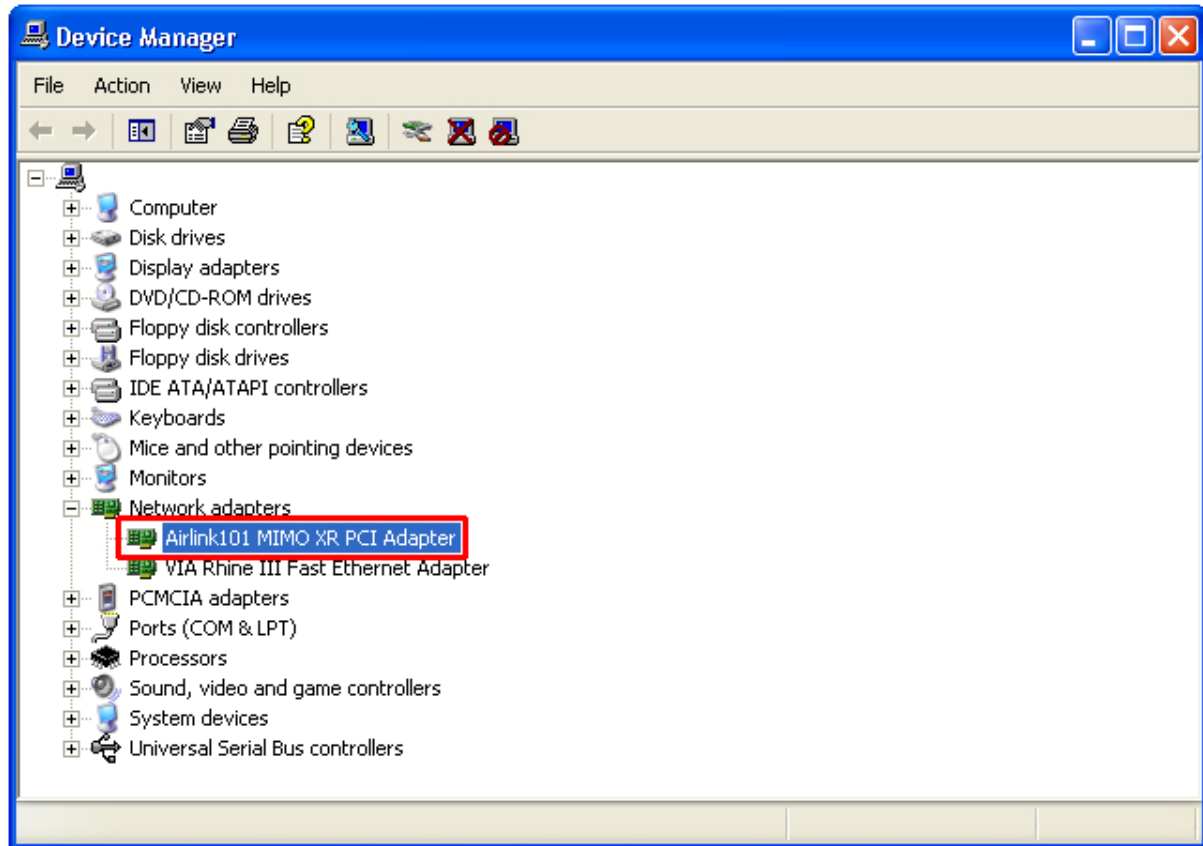 Device Manager
File Action View Help
Computer
Disk drives
Display adapters
DVD/CD-ROM drives
Floppy disk controllers
Floppy disk drives
IDE ATA/ATAPI controllers
Keyboards
Mice and other pointing devices
Monitors
Network adapters
Airlink101 MIMO XR PCI Adapter
VIA Rhine III Fast Ethernet Adapter
PCMCIA adapters
Ports (COM & LPT)
Processors
Sound, video and game controllers
System devices
Universal Serial Bus controllers